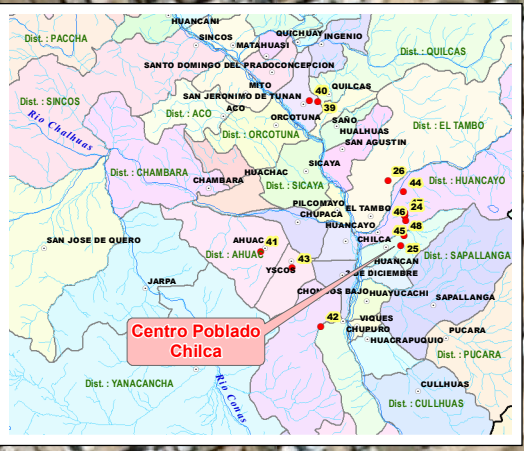 HUANCANI
Dist. : PACCHA
SINCOS
QUICHUAY
INGENIO
MATAHUASI
Dist. : QUILCAS
SANTO DOMINGO DEL PRADO
CONCEPCION
MITO
40
QUILCAS
SAN JERONIMO DE TUNAN
39
Dist. : SINCOS
ACO
Dist. : ACO
ORCOTUNA
SAÑO
Rio Chalhuas
Dist. : ORCOTUNA
HUALHUAS
Dist. : EL TAMBO
SAN AGUSTIN
SICAYA
26
Dist. : CHAMBARA
HUACHAC
44
Dist. : HUANCAYO
CHAMBARA
Dist. : SICAYA
PILCOMAYO
24
EL TAMBO
46
CHUPACA
HUANCAYO
48
45
SAN JOSE DE QUERO
AHUAC
41
CHILCA
25
Dist. : AHUAC
43
HUANCAN
Dist. : SAPALLANGA
YSCOS
3 DE DICIEMBRE
JARPA
CHONGOS BAJO
HUAYUCACHI
SAPALLANGA
42
VIQUES
Centro Poblado
Chilca
CHUPURO
PUCARA
HUACRAPUQUIO
Dist. : PUCARA
Dist. : YANACANCHA
Rio Conas
CULLHUAS
Dist. : CULLHUAS